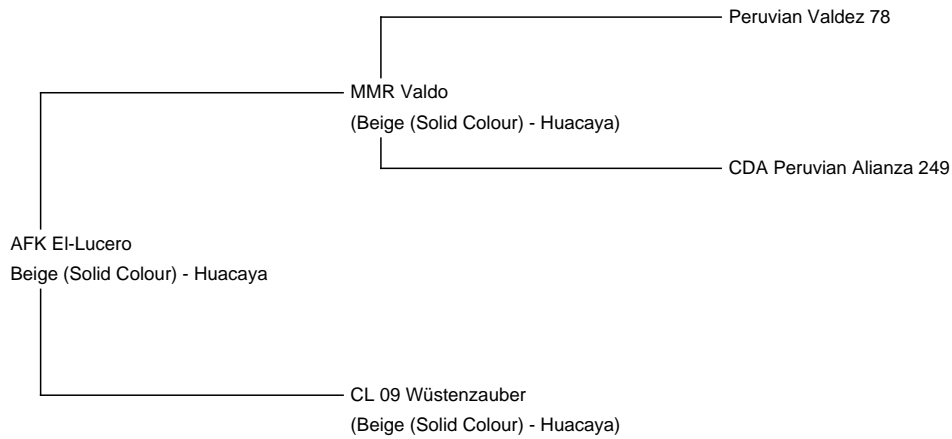 Peruvian Valdez 78
MMR Valdo
(Beige (Solid Colour) - Huacaya)
CDA Peruvian Alianza 249
AFK El-Lucero
Beige (Solid Colour) - Huacaya
CL 09 Wüstenzauber
(Beige (Solid Colour) - Huacaya)